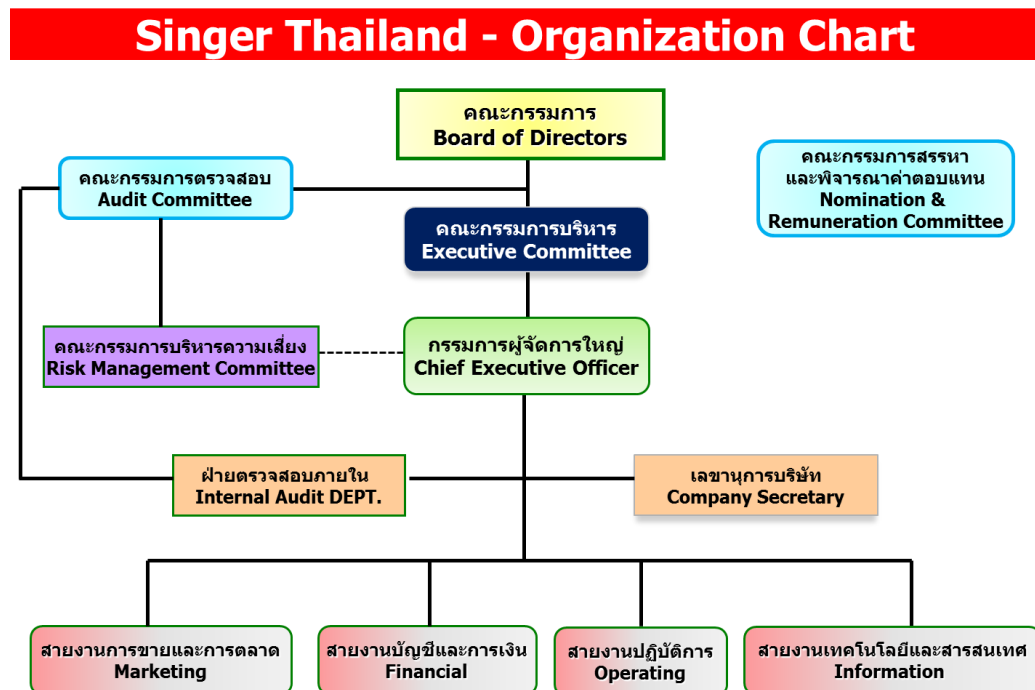 Singer Thailand - Organization Chart
คณะกรรมการ
Board of Directors
คณะกรรมการตรวจสอบ
Audit Committee
คณะกรรมการสรรหา
และพิจารณาค่าตอบแทน
Nomination &
Remuneration Committee
คณะกรรมการบริหาร
Executive Committee
คณะกรรมการบริหารความเสี่ยง
Risk Management Committee
กรรมการผู้จัดการใหญ่
Chief Executive Officer
ฝ่ายตรวจสอบภายใน
Internal Audit DEPT.
เลขานุการบริษัท
Company Secretary
สายงานการขายและการตลาด
Marketing
สายงานบัญชีและการเงิน
Financial
สายงานปฏิบัติการ
Operating
สายงานเทคโนโลยีและสารสนเทศ
Information